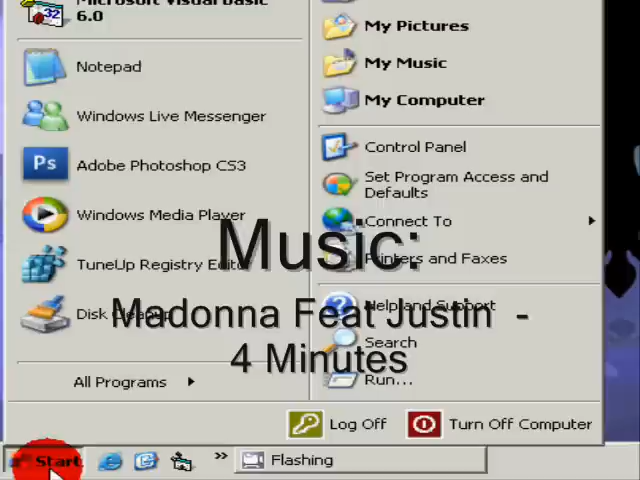 Microsoft Visual Basic
6.0
Notepad
Windows Live Messenger
Ps
Adobe Photoshop CS3
Windows Media Player
TuneUp Registry Editor
Disk Cleanup
All Programs
My Pictures
My Music
My Computer
Control Panel
Set Program Access and
Defaults
Connect To
Printers and Faxes
Help and Support
Search
Run...
Music:
Madonna Feat Justin -
4 Minutes
Log Off
Turn Off Computer
Start
»
Flashing